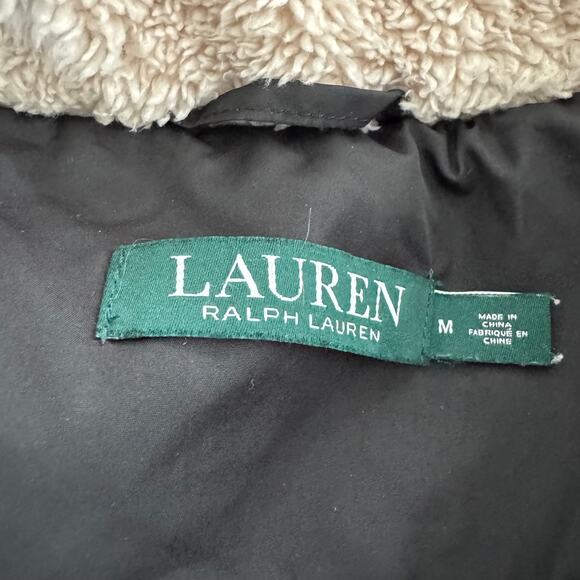 LAUREN
RALPH LAUREN
M
MADE IN
CHINA
FABRIQUÉ EN
CHINE